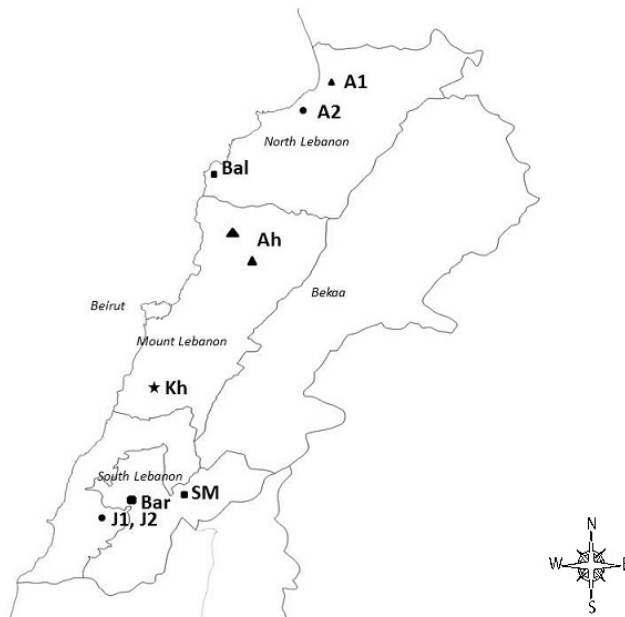 A1
A2
North Lebanon
Bal
Ah
Beirut
Bekaa
Mount Lebanon
Kh
South Lebanon
SM
Bar
J1, J2
N
W
E
S